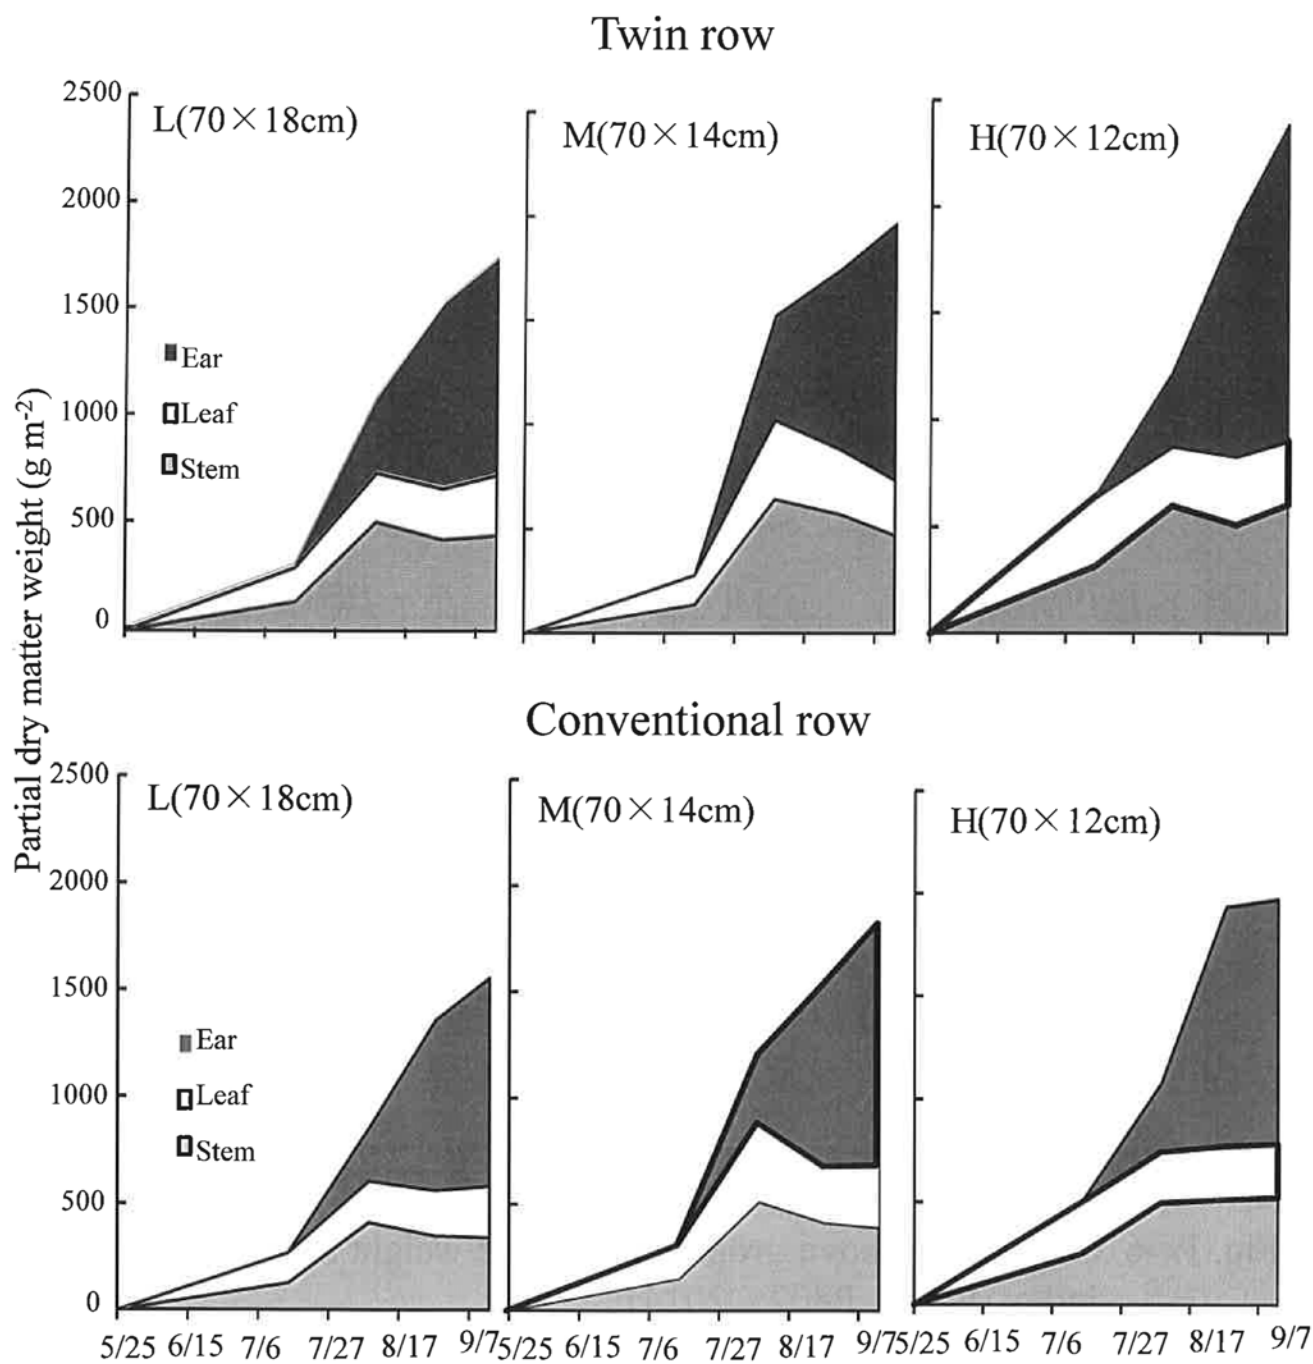 Twin row
Partial dry matter weight (g m-2)
2500
2000
1500
1000
500
0
L(70×18cm)
Ear
Leaf
Stem
M(70×14cm)
H(70×12cm)
Conventional row
2500
2000
1500
1000
500
0
L(70×18cm)
Ear
Leaf
Stem
M(70×14cm)
H(70×12cm)
5/25 6/15 7/6 7/27 8/17 9/7
5/25 6/15 7/6 7/27 8/17 9/7
5/25 6/15 7/6 7/27 8/17 9/7